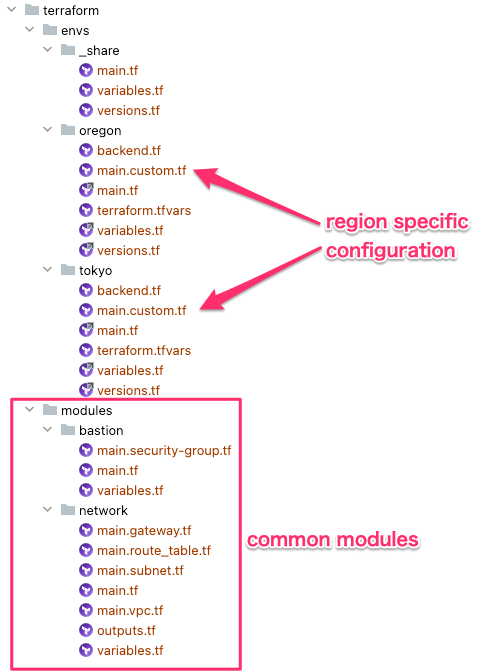 terraform
envs
_share
main.tf
variables.tf
versions.tf
oregon
backend.tf
main.custom.tf
main.tf
terraform.tfvars
variables.tf
versions.tf
region specific
configuration
tokyo
backend.tf
main.custom.tf
main.tf
terraform.tfvars
variables.tf
versions.tf
modules
bastion
main.security-group.tf
main.tf
variables.tf
network
main.gateway.tf
main.route_table.tf
main.subnet.tf
main.tf
main.vpc.tf
outputs.tf
variables.tf
common modules